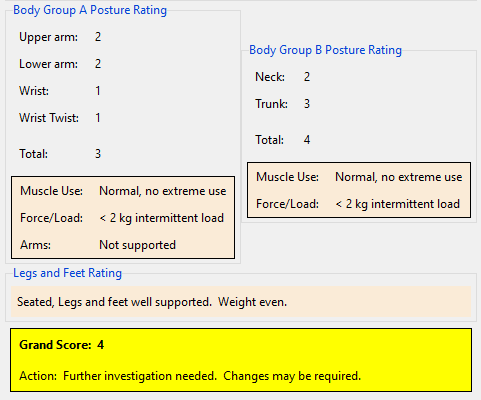 Body Group A Posture Rating
Upper arm: 2
Lower arm: 2
Wrist: 1
Wrist Twist: 1
Total: 3
Muscle Use: Normal, no extreme use
Force/Load: < 2 kg intermittent load
Arms: Not supported
Body Group B Posture Rating
Neck: 2
Trunk: 3
Total: 4
Muscle Use: Normal, no extreme use
Force/Load: < 2 kg intermittent load
Legs and Feet Rating
Seated, Legs and feet well supported.  Weight even.
Grand Score:  4
Action:  Further investigation needed.  Changes may be required.